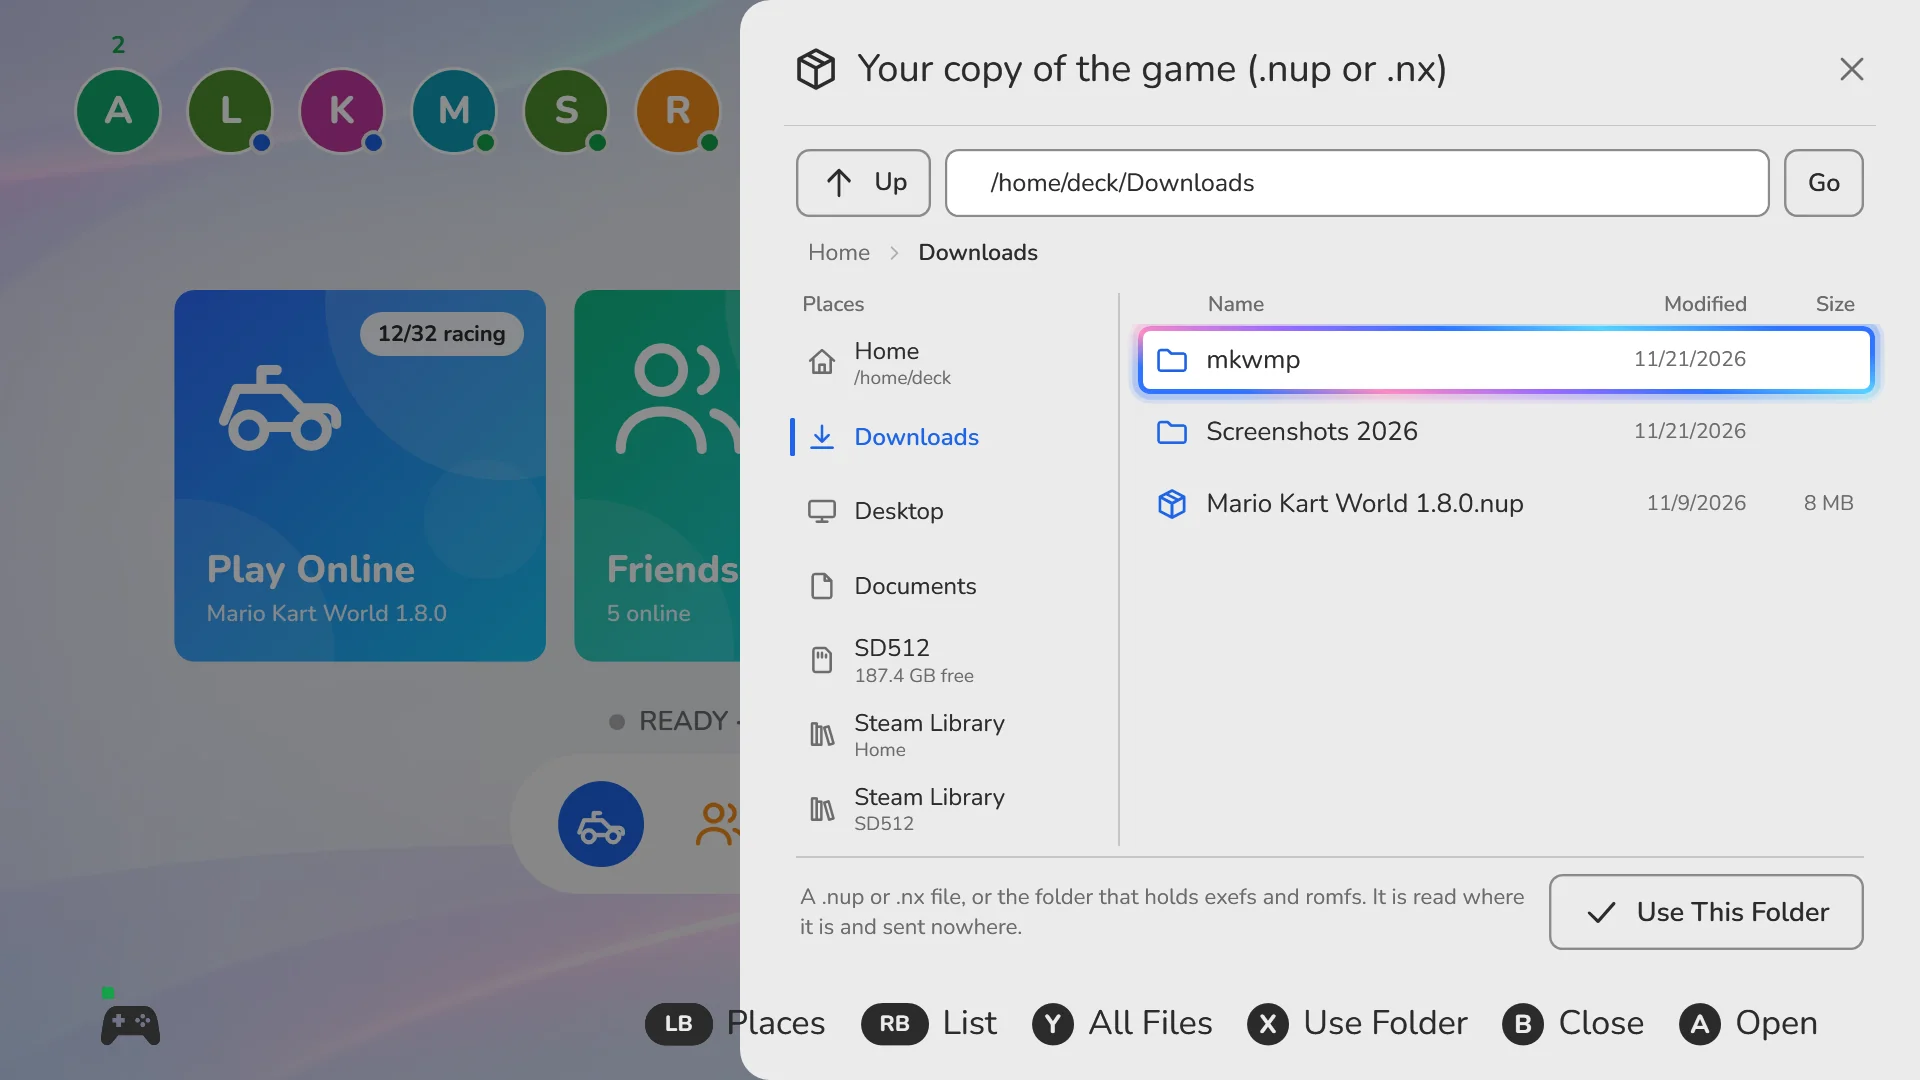 2
A
L
K
M
S
R
12/32 racing
Play Online
Mario Kart World 1.8.0
Friends
5 online
READY
Your copy of the game (.nup or .nx)
Up
/home/deck/Downloads
Go
Home
Downloads
Places
Home
/home/deck
Downloads
Desktop
Documents
SD512
187.4 GB free
Steam Library
Home
Steam Library
SD512
Name Modified Size
mkwmp 11/21/2026
Screenshots 2026 11/21/2026
Mario Kart World 1.8.0.nup 11/9/2026 8 MB
A .nup or .nx file, or the folder that holds exefs and romfs. It is read where
it is and sent nowhere.
Use This Folder
LB Places RB List Y All Files X Use Folder B Close A Open